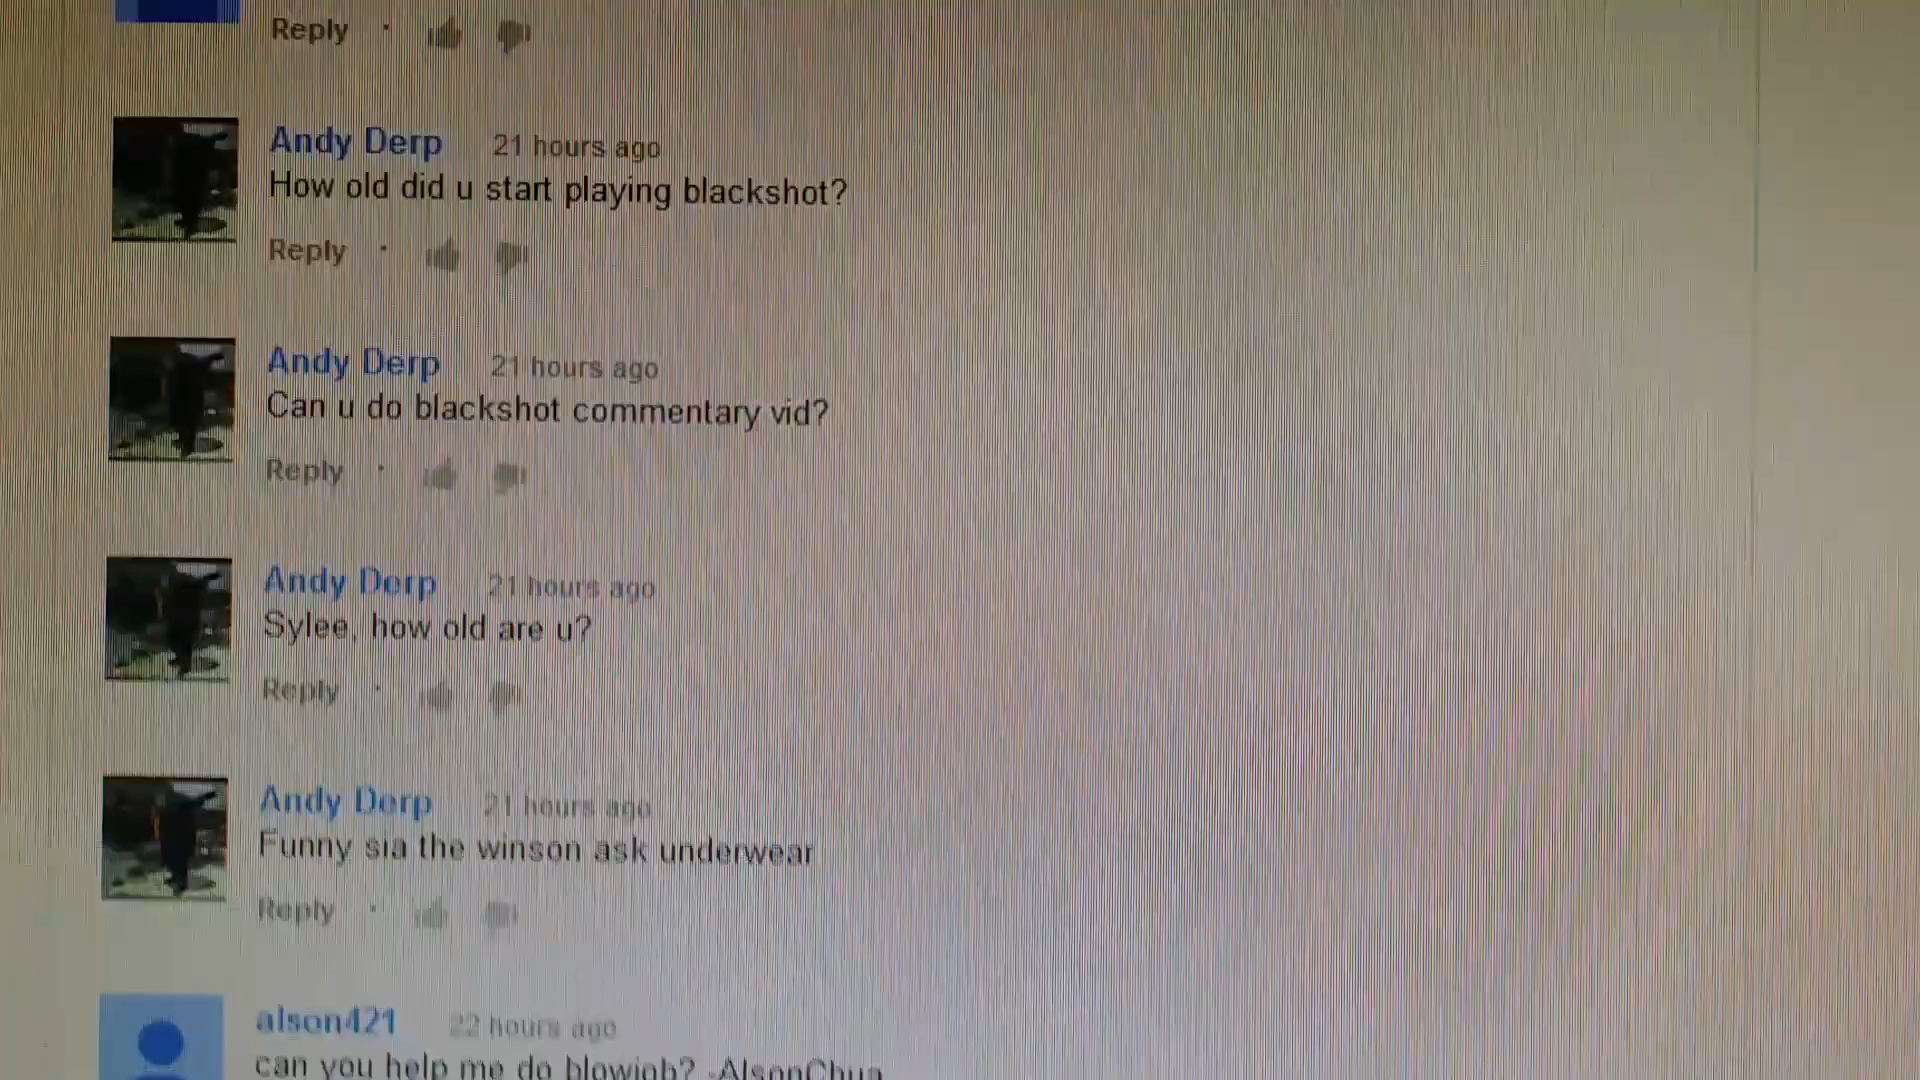 Reply
Andy Derp 21 hours ago
How old did u start playing blackshot?
Reply
Andy Derp 21 hours ago
Can u do blackshot commentary vid?
Reply
Andy Derp 21 hours ago
Sylee, how old are u?
Reply
Andy Derp 21 hours ago
Funny sia the winson ask underwear
Reply
alson421 22 hours ago
can you help me do blowjob? -AlsonChua